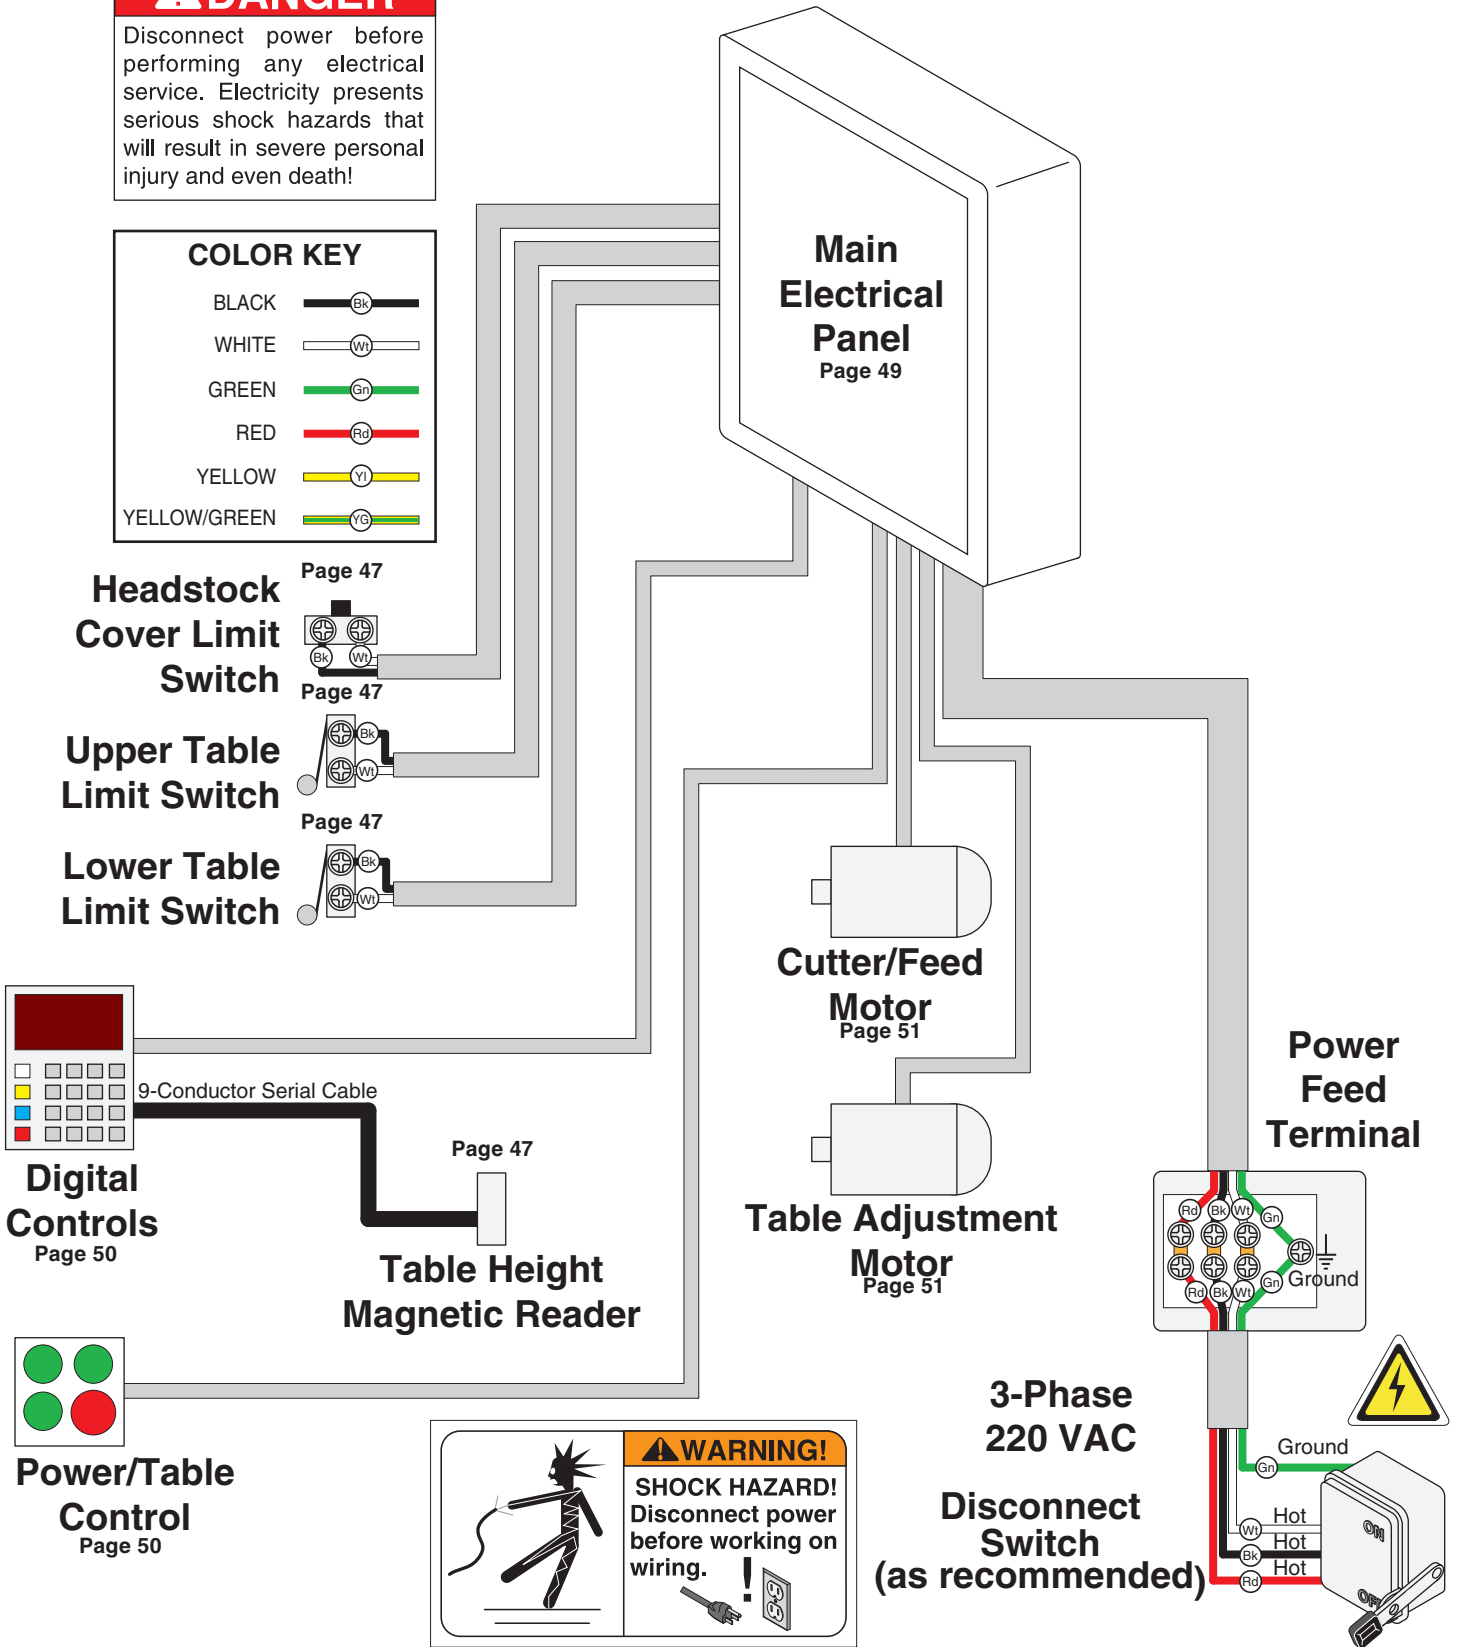 DANGER
Disconnect power before
performing any electrical
service. Electricity presents
serious shock hazards that
will result in severe personal
injury and even death!
COLOR KEY
BLACK Bk
WHITE Wt
GREEN Gn
RED Rd
YELLOW Yl
YELLOW/GREEN YG
Main
Electrical
Panel
Page 49
Page 47
Headstock
Cover Limit
Switch
Bk Wt
Page 47
Upper Table
Limit Switch
Bk
Wt
Page 47
Lower Table
Limit Switch
Bk
Wt
9-Conductor Serial Cable
Digital
Controls
Page 50
Page 47
Table Height
Magnetic Reader
Cutter/Feed
Motor
Page 51
Table Adjustment
Motor
Page 51
Power
Feed
Terminal
Rd Bk Wt Gn
Ground
Rd Bk Wt Gn
Power/Table
Control
Page 50
WARNING!
SHOCK HAZARD!
Disconnect power
before working on
wiring.
!
3-Phase
220 VAC
Disconnect
Switch
(as recommended)
Ground
Gn
Wt Hot
Bk Hot
Rd Hot
ON
OFF